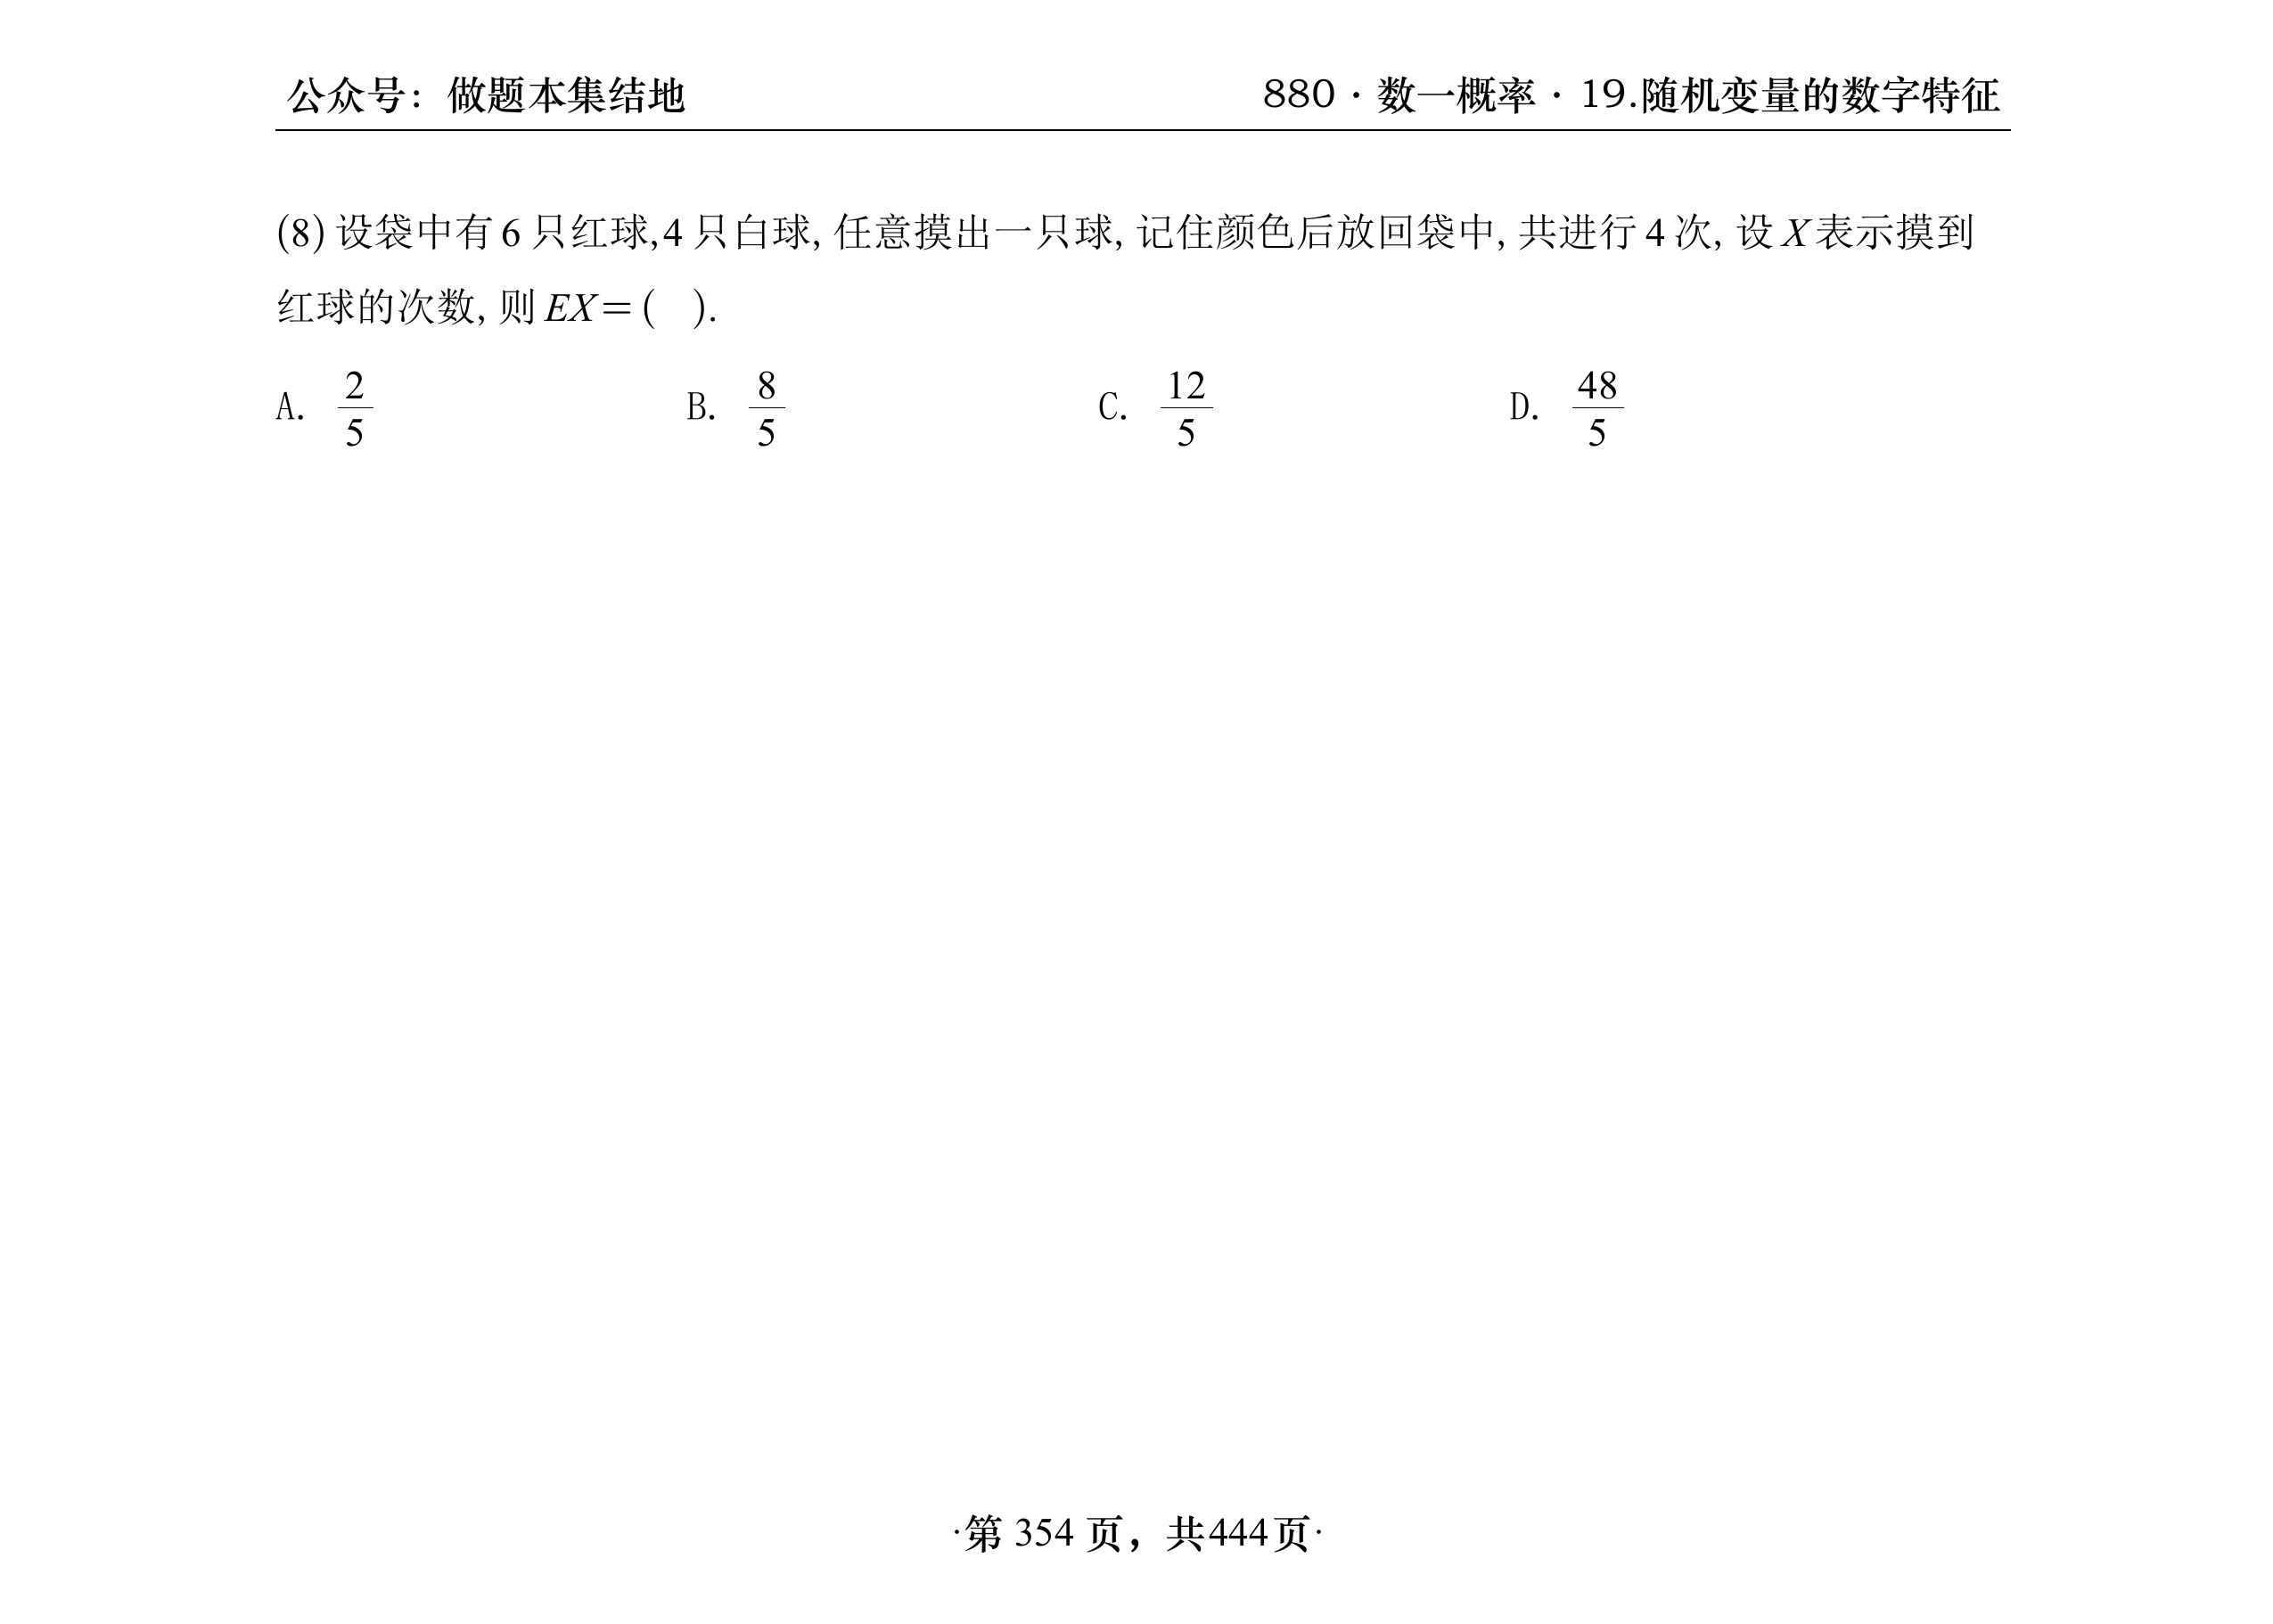 公众号：做题本集结地 880·数一概率·19.随机变量的数字特征
(8) 设袋中有 6 只红球,4 只白球, 任意摸出一只球, 记住颜色后放回袋中, 共进行 4 次, 设 X 表示摸到
红球的次数, 则 EX= (   ).
A. 2/5 B. 8/5 C. 12/5 D. 48/5
·第 354 页，共444页·